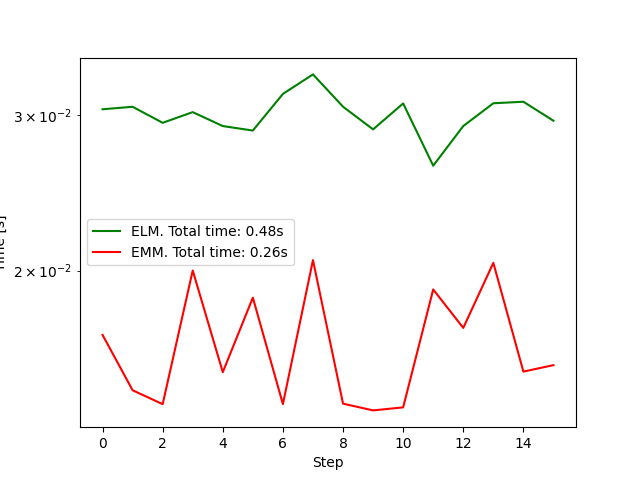 3 × 10⁻²
2 × 10⁻²
Time [s]
ELM. Total time: 0.48s
EMM. Total time: 0.26s
0 2 4 6 8 10 12 14
Step